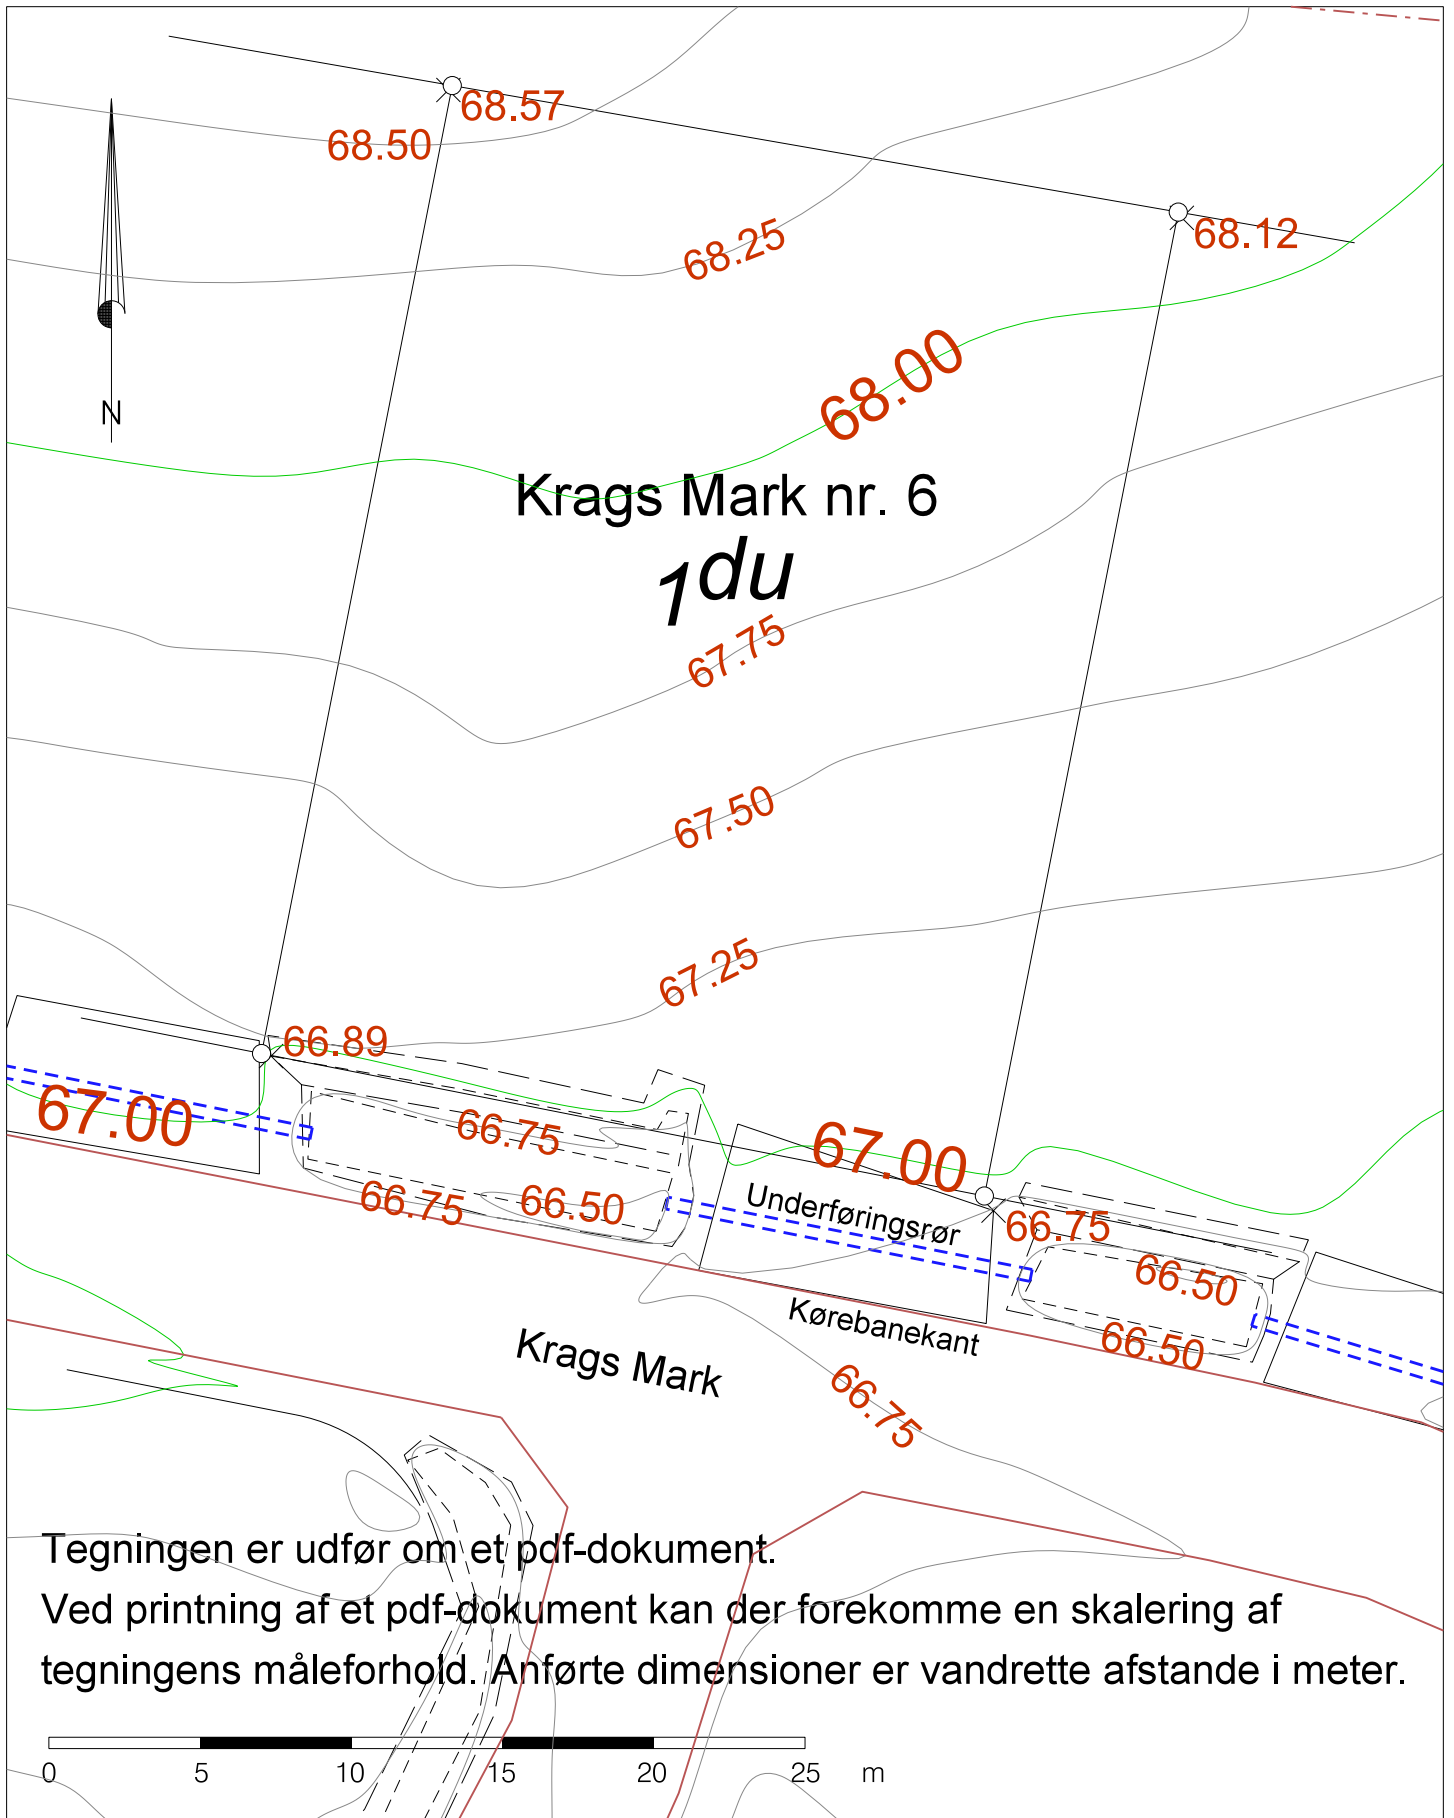 68.57
68.50
68.12
68.25
68.00
N
Krags Mark nr. 6
1du
67.75
67.50
67.25
66.89
67.00
66.75
67.00
66.75
66.50
Underføringsrør
66.75
66.50
66.50
Kørebanekant
Krags Mark
66.75
Tegningen er udfør om et pdf-dokument.
Ved printning af et pdf-dokument kan der forekomme en skalering af
tegningens måleforhold. Anførte dimensioner er vandrette afstande i meter.
0 5 10 15 20 25 m